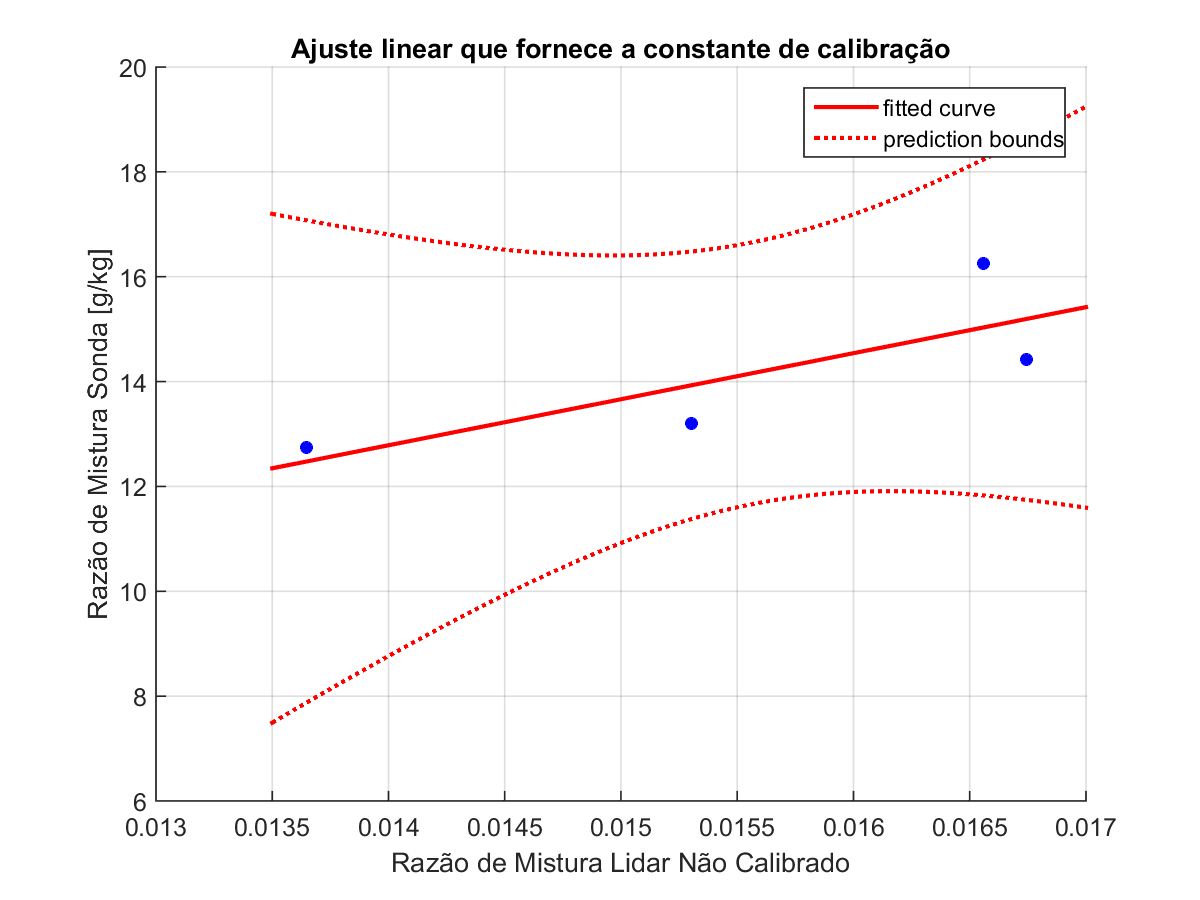 Ajuste linear que fornece a constante de calibração
fitted curve
prediction bounds
Razão de Mistura Sonda [g/kg]
20
18
16
14
12
10
8
6
0.013 0.0135 0.014 0.0145 0.015 0.0155 0.016 0.0165 0.017
Razão de Mistura Lidar Não Calibrado